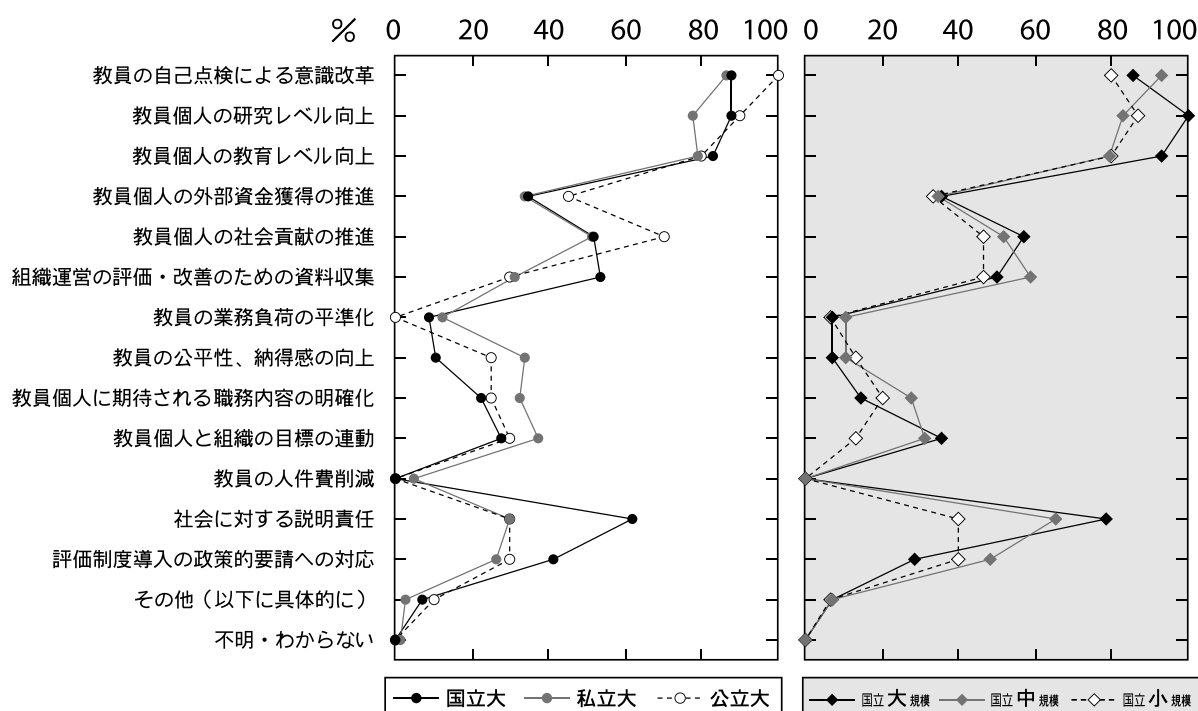 % 0 20 40 60 80 100 0 20 40 60 80 100
教員の自己点検による意識改革
教員個人の研究レベル向上
教員個人の教育レベル向上
教員個人の外部資金獲得の推進
教員個人の社会貢献の推進
組織運営の評価・改善のための資料収集
教員の業務負荷の平準化
教員の公平性、納得感の向上
教員個人に期待される職務内容の明確化
教員個人と組織の目標の連動
教員の人件費削減
社会に対する説明責任
評価制度導入の政策的要請への対応
その他（以下に具体的に）
不明・わからない
国立大 私立大 公立大 国立大規模 国立中規模 国立小規模